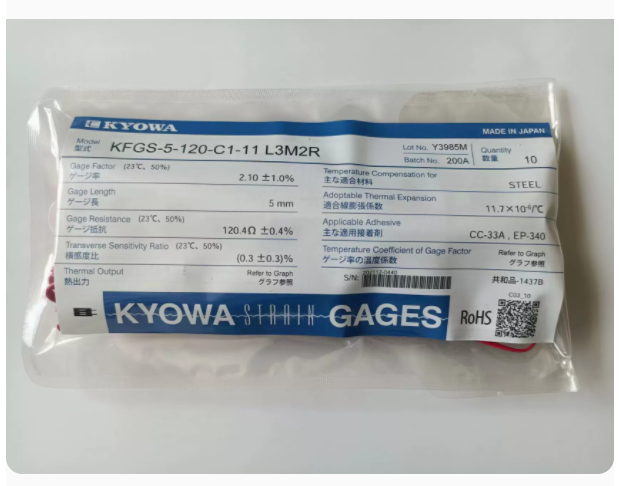 KYOWA
MADE IN JAPAN
Model
型式
KFGS-5-120-C1-11 L3M2R
Lot No. Y3985M
Batch No. 200A
Quantity
数量
10
Gage Factor (23℃, 50%)
ゲージ率
2.10 ±1.0%
Gage Length
ゲージ長
5 mm
Gage Resistance (23℃, 50%)
ゲージ抵抗
120.4Ω ±0.4%
Transverse Sensitivity Ratio (23℃, 50%)
横感度比
(0.3 ±0.3)%
Thermal Output
熱出力
Refer to Graph
グラフ参照
Temperature Compensation for
主な適合材料
STEEL
Adoptable Thermal Expansion
適合線膨張係数
11.7×10⁻⁶/℃
Applicable Adhesive
主な適用接着剤
CC-33A , EP-340
Temperature Coefficient of Gage Factor
ゲージ率の温度係数
Refer to Graph
グラフ参照
S/N:
共和品-1437B
KYOWA STRAIN GAGES
RoHS
C03_10